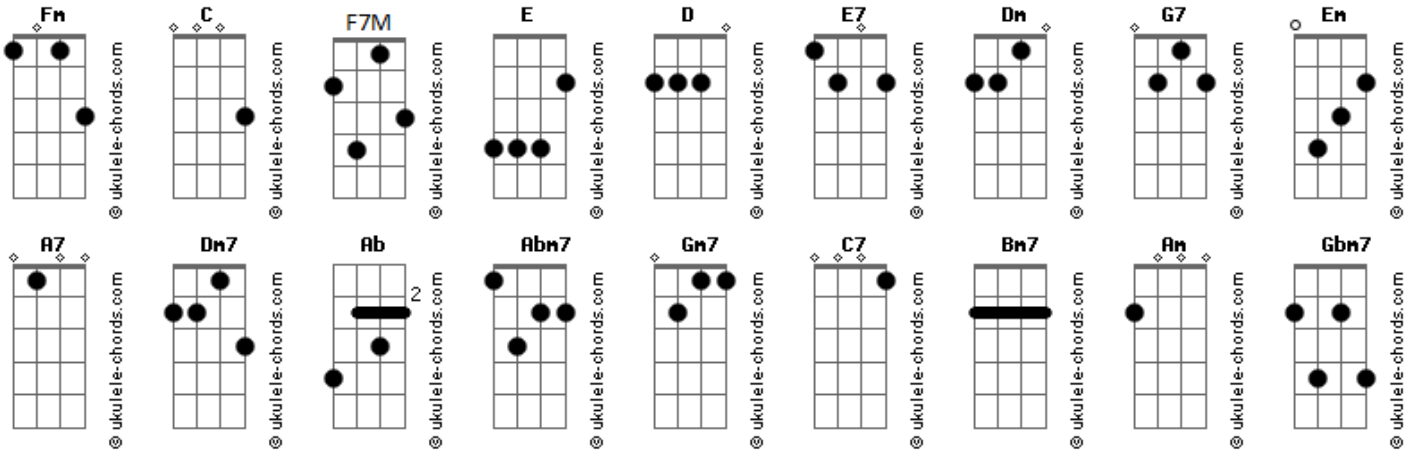 Fm C F7M E D E7 Dm G7 Em
© ukulele-chords.com © ukulele-chords.com © ukulele-chords.com © ukulele-chords.com © ukulele-chords.com © ukulele-chords.com © ukulele-chords.com © ukulele-chords.com © ukulele-chords.com
A7 Dm7 Ab Abm7 Gm7 C7 Bm7 Am Gbm7
2
© ukulele-chords.com © ukulele-chords.com © ukulele-chords.com © ukulele-chords.com © ukulele-chords.com © ukulele-chords.com © ukulele-chords.com © ukulele-chords.com © ukulele-chords.com